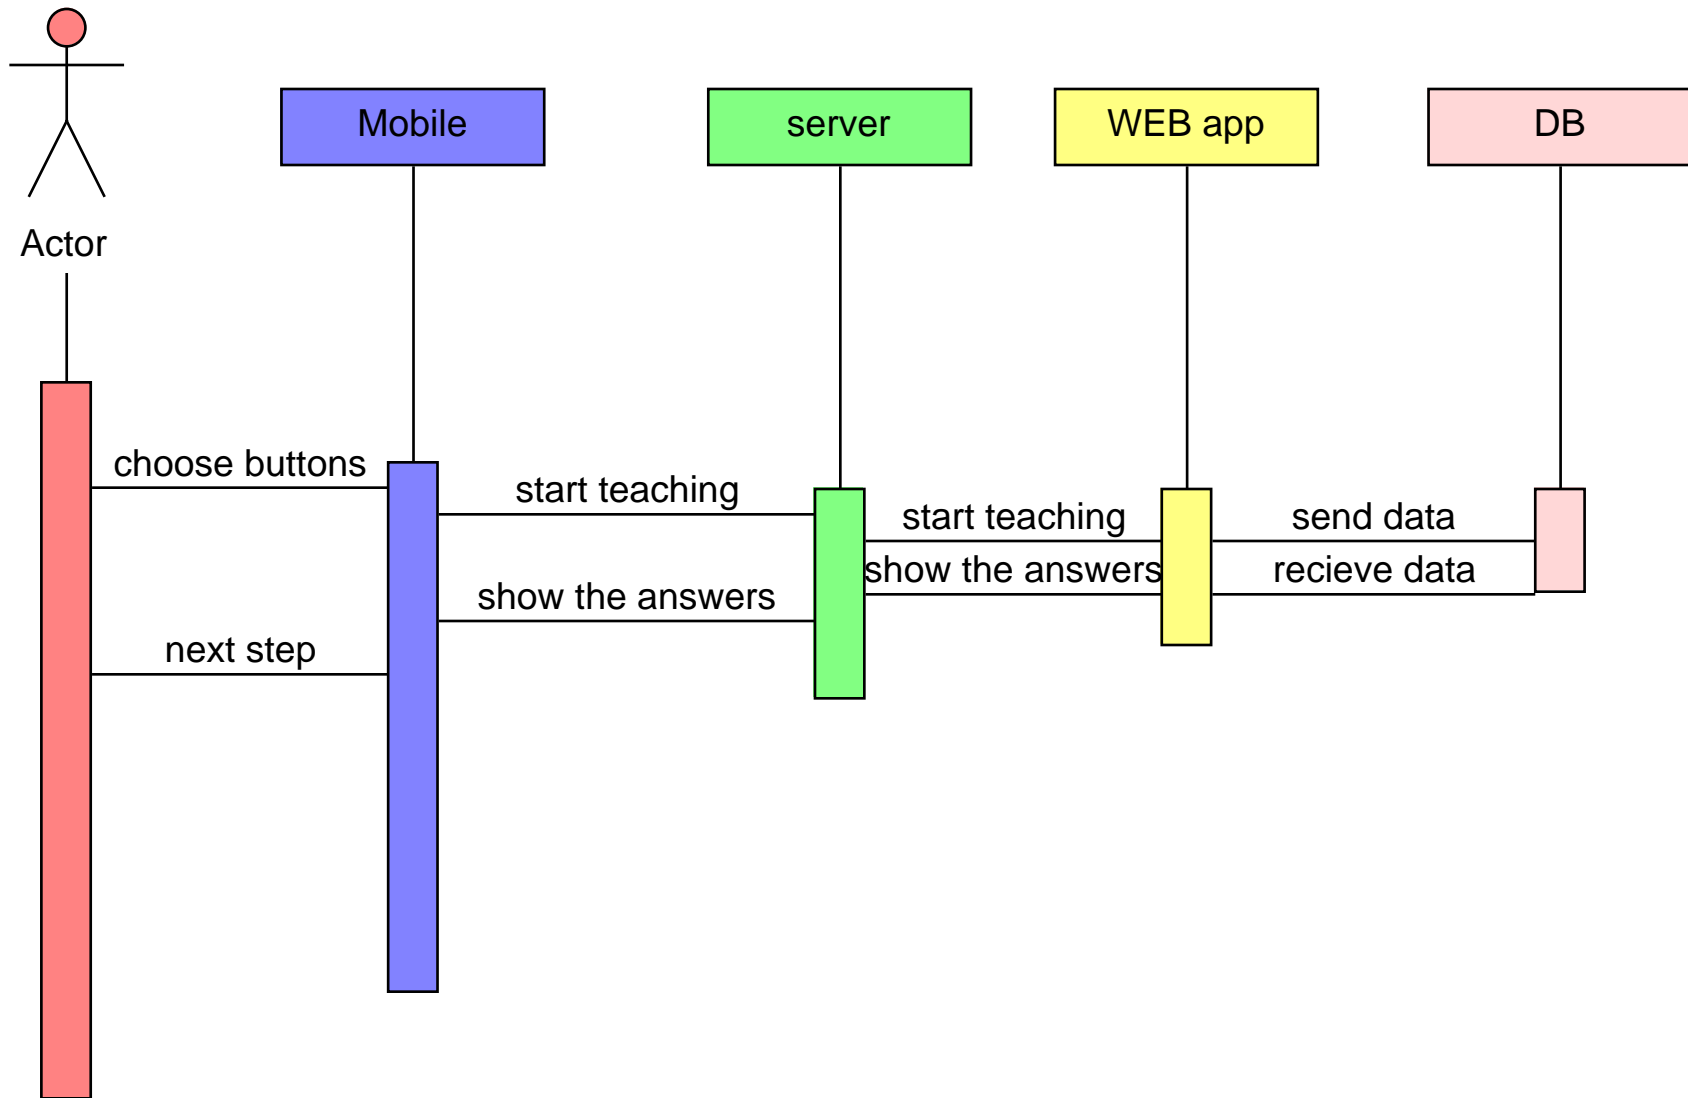 Mobile
server
WEB app
DB
Actor
choose buttons
start teaching
start teaching
send data
show the answers
recieve data
show the answers
next step